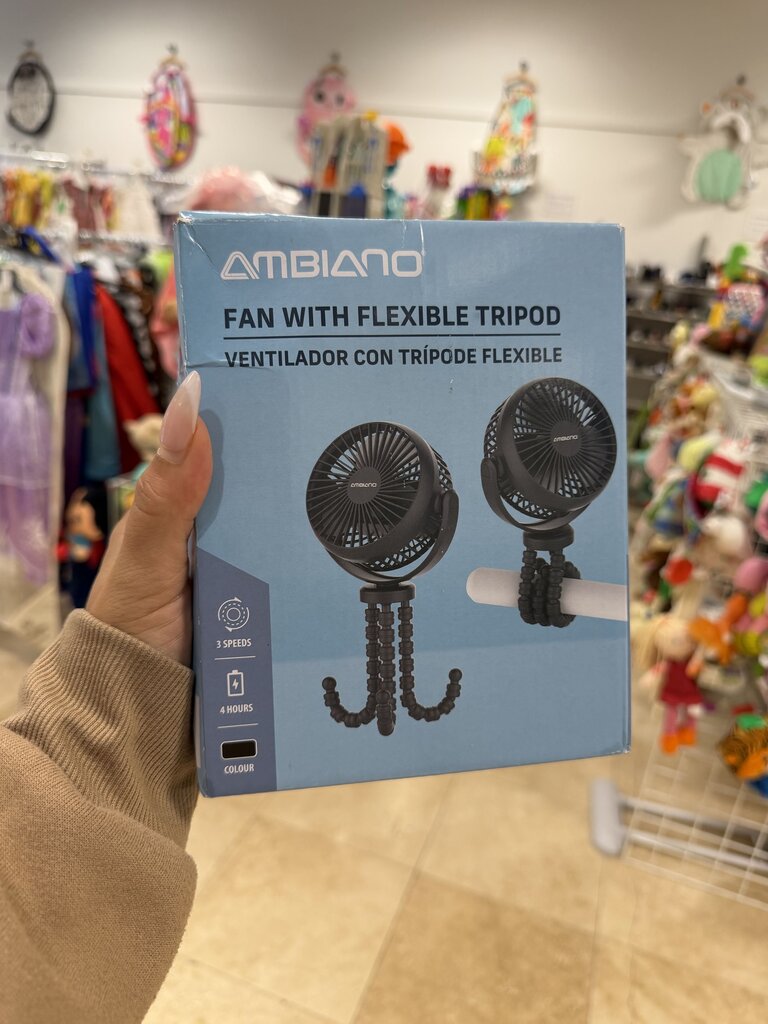 AMBIANO
FAN WITH FLEXIBLE TRIPOD
VENTILADOR CON TRÍPODE FLEXIBLE
AMBIANO
AMBIANO
3 SPEEDS
4 HOURS
COLOUR